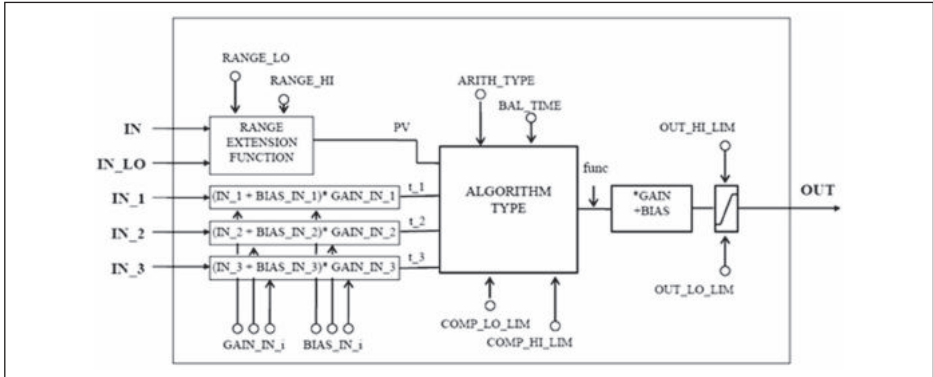 RANGE_LO
RANGE_HI
ARITH_TYPE
BAL_TIME
IN
RANGE
EXTENSION
FUNCTION
PV
OUT_HI_LIM
IN_LO
func
IN_1
(IN_1 + BIAS_IN_1)* GAIN_IN_1
t_1
ALGORITHM
TYPE
*GAIN
+BIAS
OUT
IN_2
(IN_2 + BIAS_IN_2)* GAIN_IN_2
t_2
IN_3
(IN_3 + BIAS_IN_3)* GAIN_IN_3
t_3
OUT_LO_LIM
GAIN_IN_i
BIAS_IN_i
COMP_LO_LIM
COMP_HI_LIM